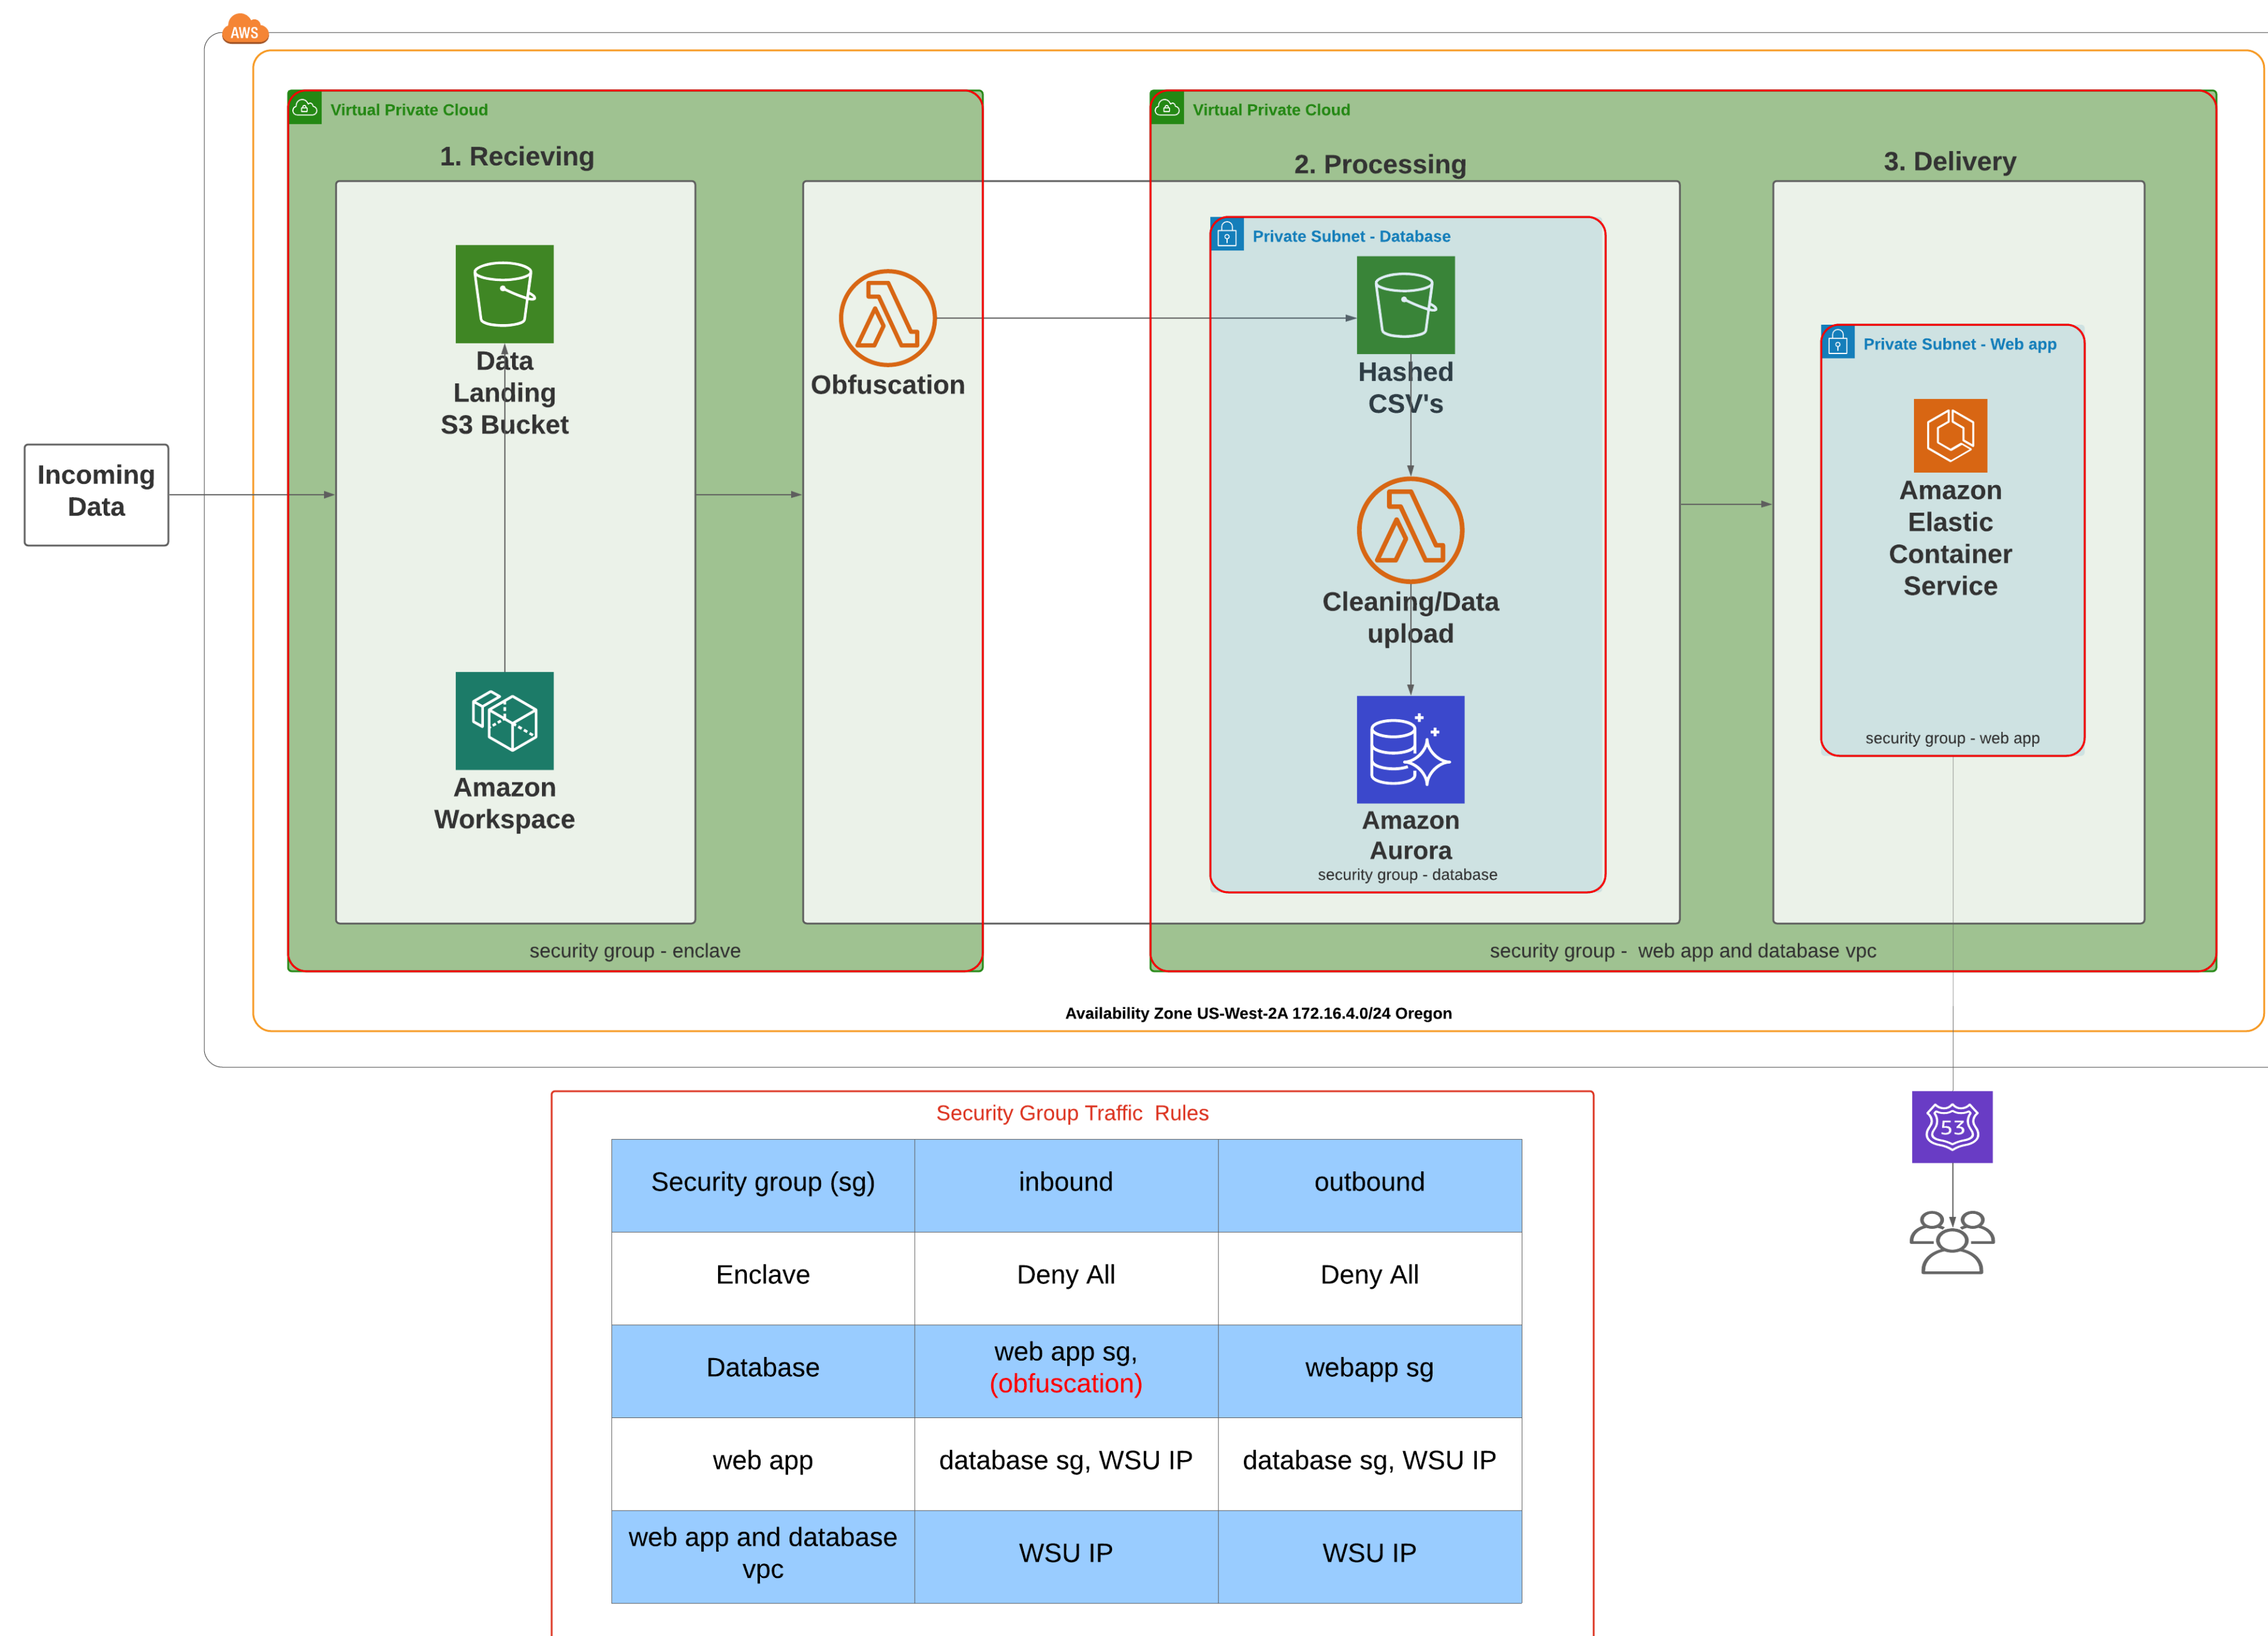 AWS
Virtual Private Cloud
1. Recieving
Data
Landing
S3 Bucket
Amazon
Workspace
Incoming
Data
Obfuscation
security group - enclave
Virtual Private Cloud
2. Processing
Private Subnet - Database
Hashed
CSV's
Cleaning/Data
upload
Amazon
Aurora
security group - database
3. Delivery
Private Subnet - Web app
Amazon
Elastic
Container
Service
security group - web app
security group -  web app and database vpc
Availability Zone US-West-2A 172.16.4.0/24 Oregon
53
Security Group Traffic  Rules
Security group (sg) inbound outbound
Enclave Deny All Deny All
Database web app sg, (obfuscation) webapp sg
web app database sg, WSU IP database sg, WSU IP
web app and database vpc WSU IP WSU IP